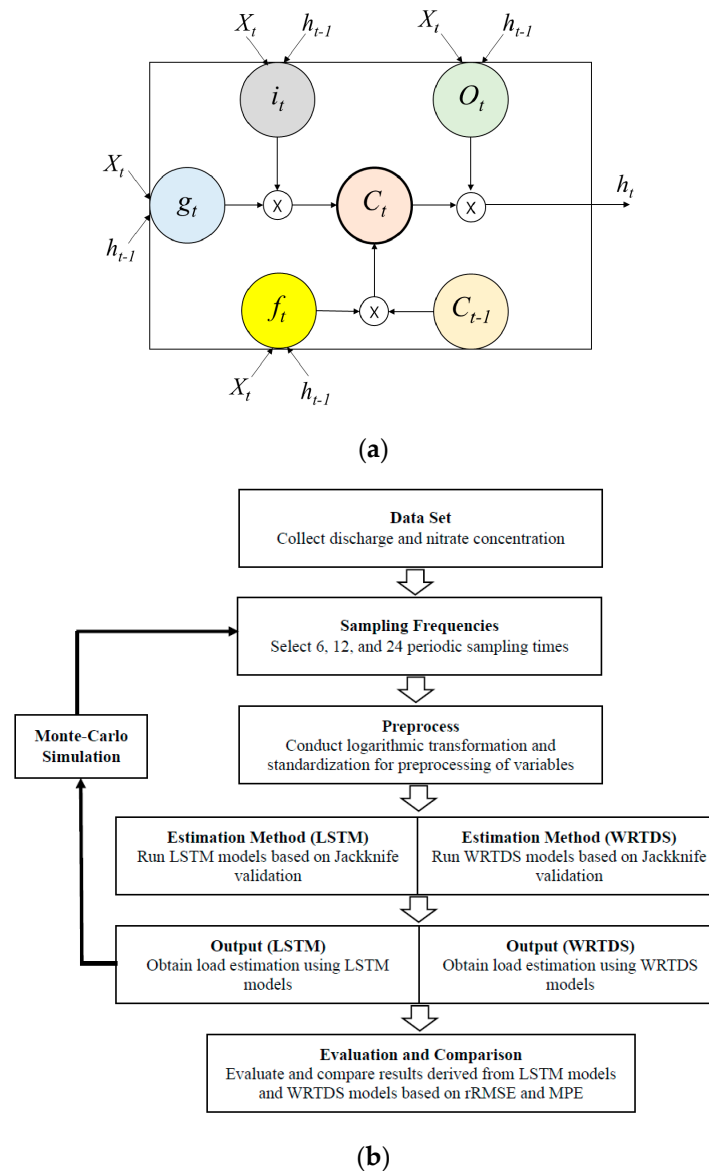 X_t h_{t-1} X_t h_{t-1}
i_t O_t
X_t
g_t X C_t X h_t
h_{t-1}
f_t X C_{t-1}
X_t h_{t-1}
(a)
Data Set
Collect discharge and nitrate concentration
Sampling Frequencies
Select 6, 12, and 24 periodic sampling times
Monte-Carlo
Simulation
Preprocess
Conduct logarithmic transformation and
standardization for preprocessing of variables
Estimation Method (LSTM)
Run LSTM models based on Jackknife
validation
Estimation Method (WRTDS)
Run WRTDS models based on Jackknife
validation
Output (LSTM)
Obtain load estimation using LSTM
models
Output (WRTDS)
Obtain load estimation using WRTDS
models
Evaluation and Comparison
Evaluate and compare results derived from LSTM models
and WRTDS models based on rRMSE and MPE
(b)